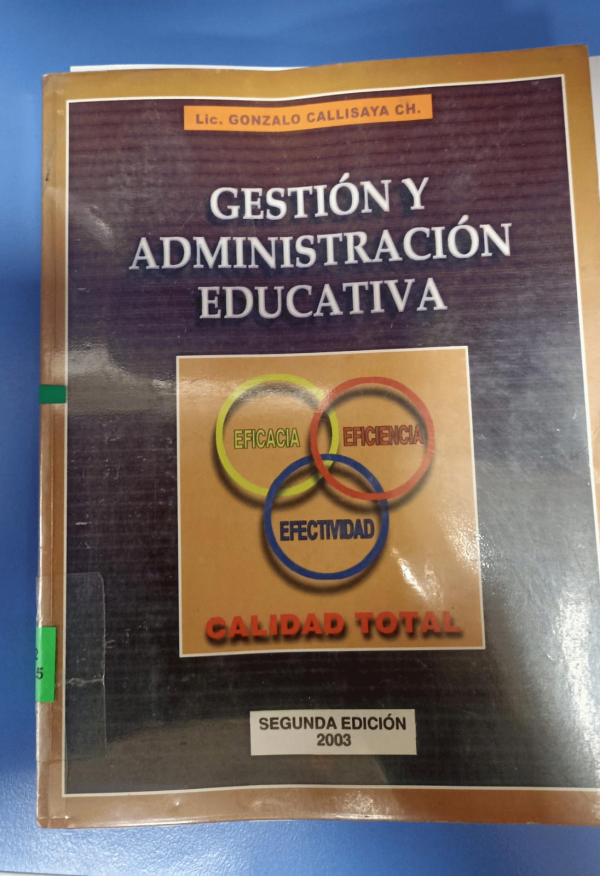 Lic. GONZALO CALLISAYA CH.
GESTIÓN Y
ADMINISTRACIÓN
EDUCATIVA
EFICACIA
EFICIENCIA
EFECTIVIDAD
CALIDAD TOTAL
SEGUNDA EDICIÓN
2003